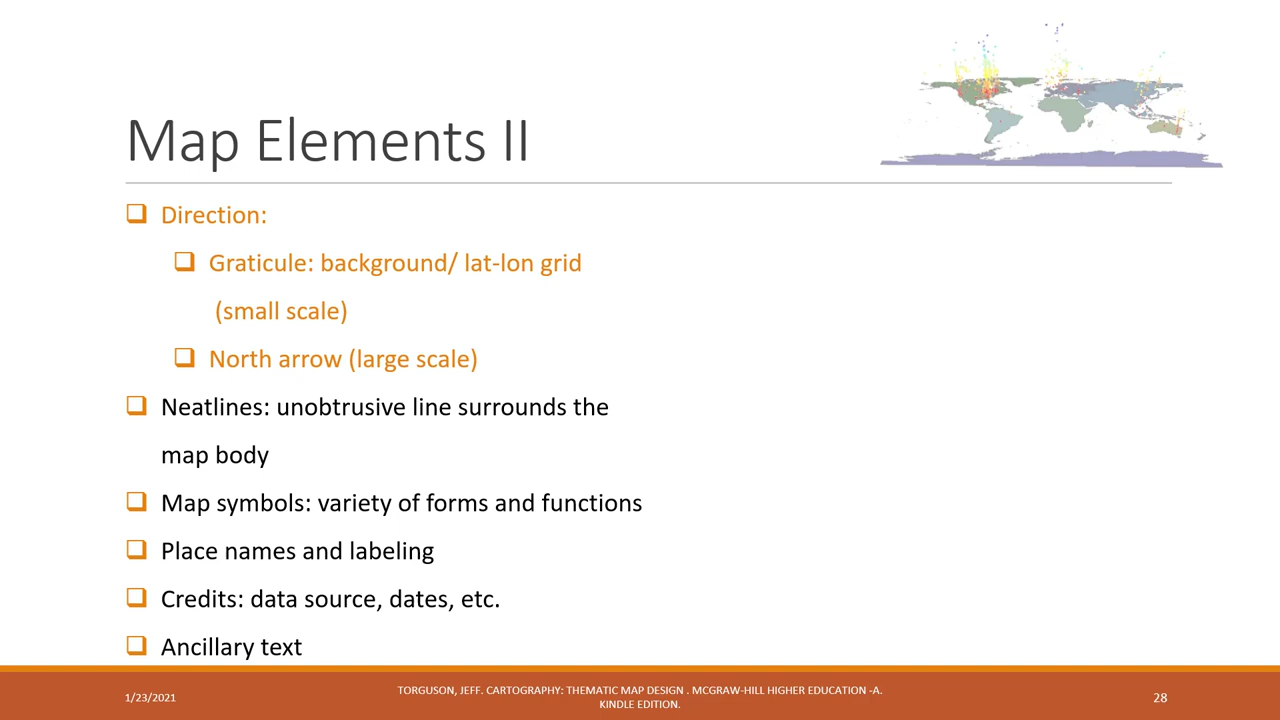 Map Elements II
Direction:
Graticule: background/ lat-lon grid
(small scale)
North arrow (large scale)
Neatlines: unobtrusive line surrounds the
map body
Map symbols: variety of forms and functions
Place names and labeling
Credits: data source, dates, etc.
Ancillary text
1/23/2021
TORGUSON, JEFF. CARTOGRAPHY: THEMATIC MAP DESIGN . MCGRAW-HILL HIGHER EDUCATION -A.
KINDLE EDITION.
28